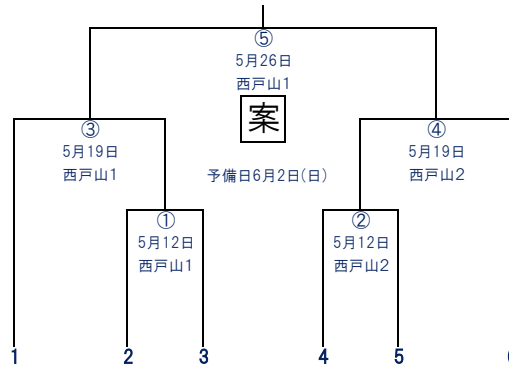 ⑤
5月26日
西戸山1
案
③
5月19日
西戸山1
④
5月19日
西戸山2
予備日6月2日(日)
①
5月12日
西戸山1
②
5月12日
西戸山2
1 2 3 4 5